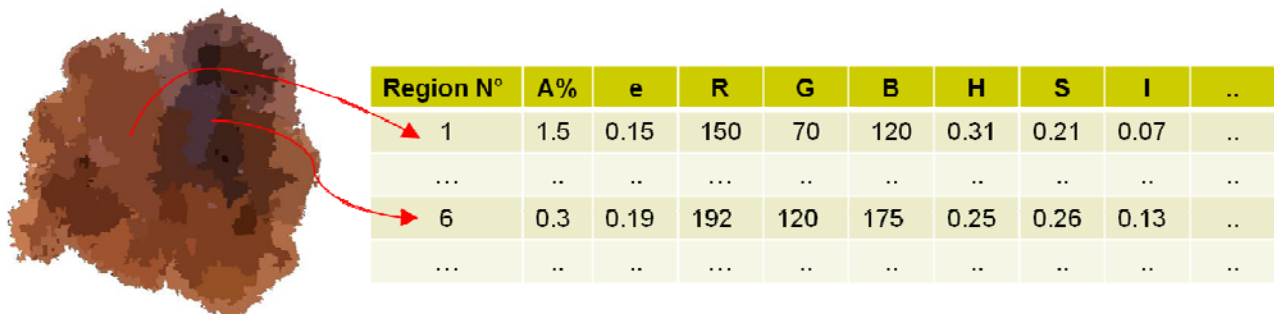 Region N° A% e R G B H S I ..
1 1.5 0.15 150 70 120 0.31 0.21 0.07 ..
... .. .. ... .. .. .. .. .. ..
6 0.3 0.19 192 120 175 0.25 0.26 0.13 ..
... .. .. ... .. .. .. .. .. ..